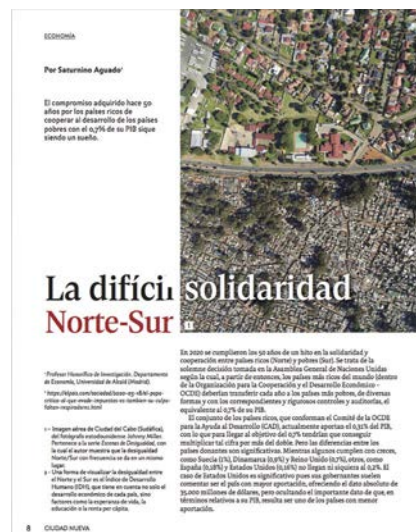 ECONOMÍA
Por Saturnino Aguado¹
El compromiso adquirido hace 50
años por los países ricos de
cooperar al desarrollo de los países
pobres con el 0,7% de su PIB sigue
siendo un sueño.
La difícil solidaridad
Norte-Sur 1
¹ Profesor Honorífico de Investigación. Departamento
de Economía, Universidad de Alcalá (Madrid).
1 - Imagen aérea de Ciudad del Cabo (Sudáfrica),
del fotógrafo estadounidense Johnny Miller.
Pertenece a la serie Escenas de Desigualdad, con
la cual el autor muestra que la desigualdad
Norte/Sur con frecuencia se da en un mismo
lugar.
2 - Una forma de visualizar la desigualdad entre
el Norte y el Sur es el Índice de Desarrollo
Humano (IDH), que tiene en cuenta no solo el
desarrollo económico de cada país, sino
factores como la esperanza de vida, la
educación o la renta per cápita.
En 2020 se cumplieron los 50 años de un hito en la solidaridad y
cooperación entre países ricos (Norte) y pobres (Sur). Se trata de la
solemne decisión tomada en la Asamblea General de Naciones Unidas
según la cual, a partir de entonces, los países más ricos del mundo (dentro
de la Organización para la Cooperación y el Desarrollo Económico -
OCDE) deberían transferir cada año a los países más pobres, de diversas
formas y con los correspondientes y rigurosos controles y auditorías, el
equivalente al 0,7% de su PIB.
El conjunto de los países ricos, que conforman el Comité de la OCDE
para la Ayuda al Desarrollo (CAD), actualmente aportan el 0,31% del PIB,
con lo que para llegar al objetivo del 0,7% tendrían que conseguir
multiplicar tal cifra por más del doble. Pero las diferencias entre los
países donantes son significativas. Mientras algunos cumplen con creces,
como Suecia (1%), Dinamarca (0,9%) y Reino Unido (0,7%), otros, como
España (0,18%) y Estados Unidos (0,16%) no llegan ni siquiera al 0,2%. El
caso de Estados Unidos es significativo pues sus gobernantes suelen
comentar ser el país con mayor aportación, ofreciendo el dato absoluto de
35.000 millones de dólares, pero ocultando el importante dato de que, en
términos relativos a su PIB, resulta ser uno de los países con menor
aportación.
8 CIUDAD NUEVA